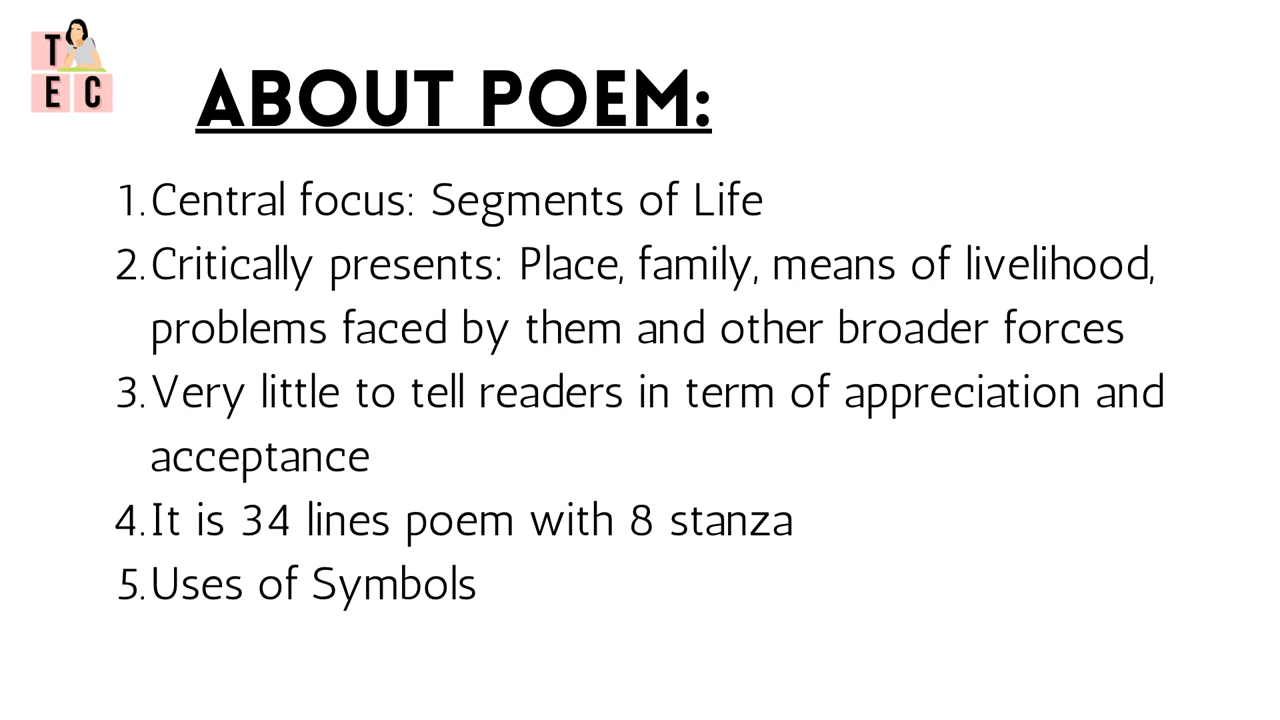 T
E C
ABOUT POEM:
1. Central focus: Segments of Life
2. Critically presents: Place, family, means of livelihood,
problems faced by them and other broader forces
3. Very little to tell readers in term of appreciation and
acceptance
4. It is 34 lines poem with 8 stanza
5. Uses of Symbols